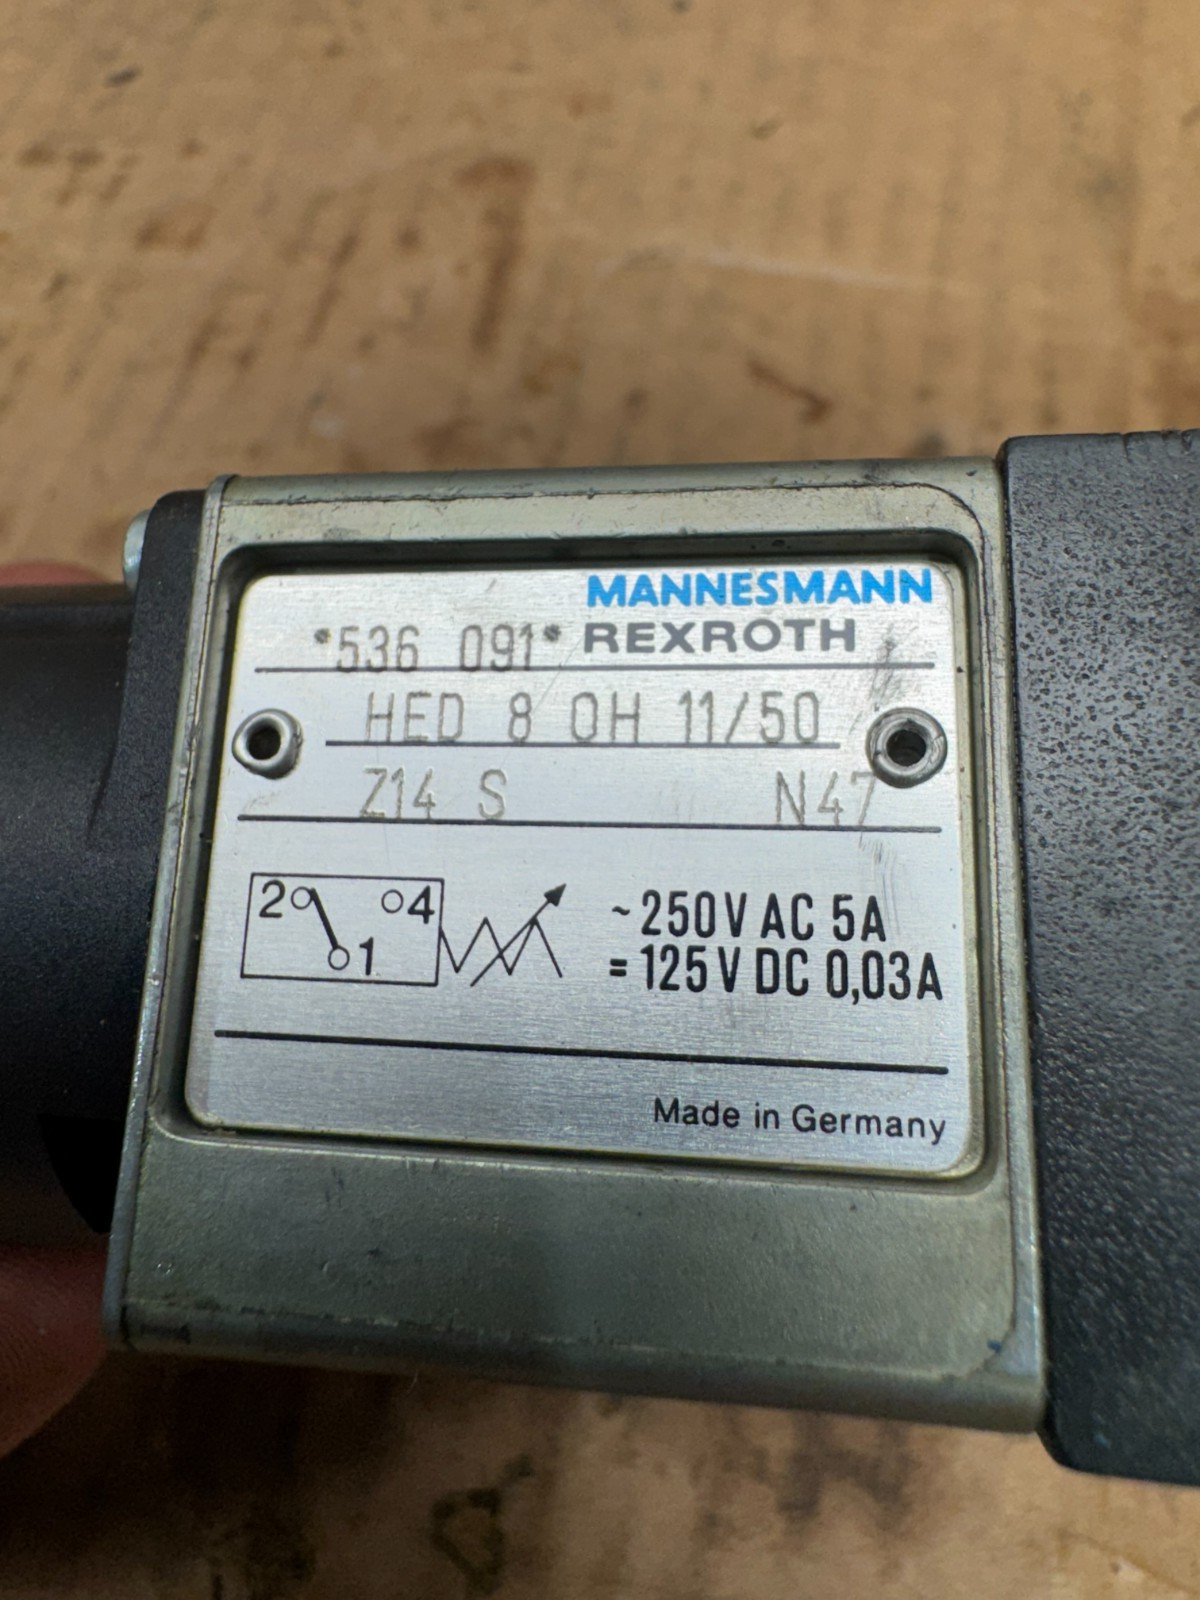 MANNESMANN
*536 091* REXROTH
HED 8 OH 11/50
Z14 S N47
2 4
1
~250V AC 5A
=125V DC 0,03A
Made in Germany